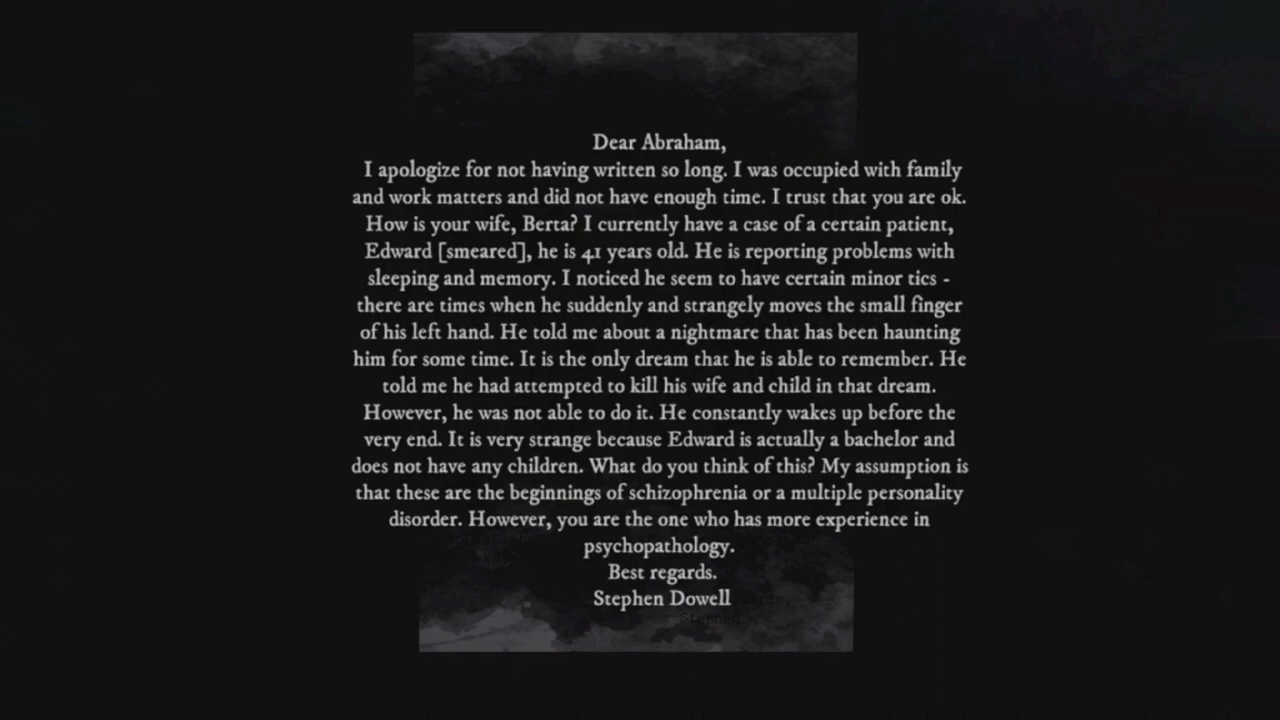 Dear Abraham,
I apologize for not having written so long. I was occupied with family
and work matters and did not have enough time. I trust that you are ok.
How is your wife, Berta? I currently have a case of a certain patient,
Edward [smeared], he is 41 years old. He is reporting problems with
sleeping and memory. I noticed he seem to have certain minor tics -
there are times when he suddenly and strangely moves the small finger
of his left hand. He told me about a nightmare that has been haunting
him for some time. It is the only dream that he is able to remember. He
told me he had attempted to kill his wife and child in that dream.
However, he was not able to do it. He constantly wakes up before the
very end. It is very strange because Edward is actually a bachelor and
does not have any children. What do you think of this? My assumption is
that these are the beginnings of schizophrenia or a multiple personality
disorder. However, you are the one who has more experience in
psychopathology.
Best regards.
Stephen Dowell
Stephen